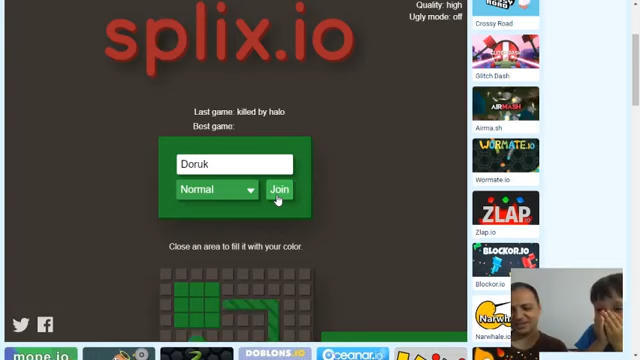 Quality: high
Ugly mode: off
splix.io
Last game: killed by halo
Best game:
Doruk
Normal
Join
Close an area to fill it with your color.
Crossy Road
Glitch Dash
AIRMASH
Airma.sh
WORMATE.IO
Wormate.io
ZLAP
Zlap.io
BLOCKOR.IO
Blockor.io
Narwhale.io
mope.io
DOBLONS.IO
Oceanar.io